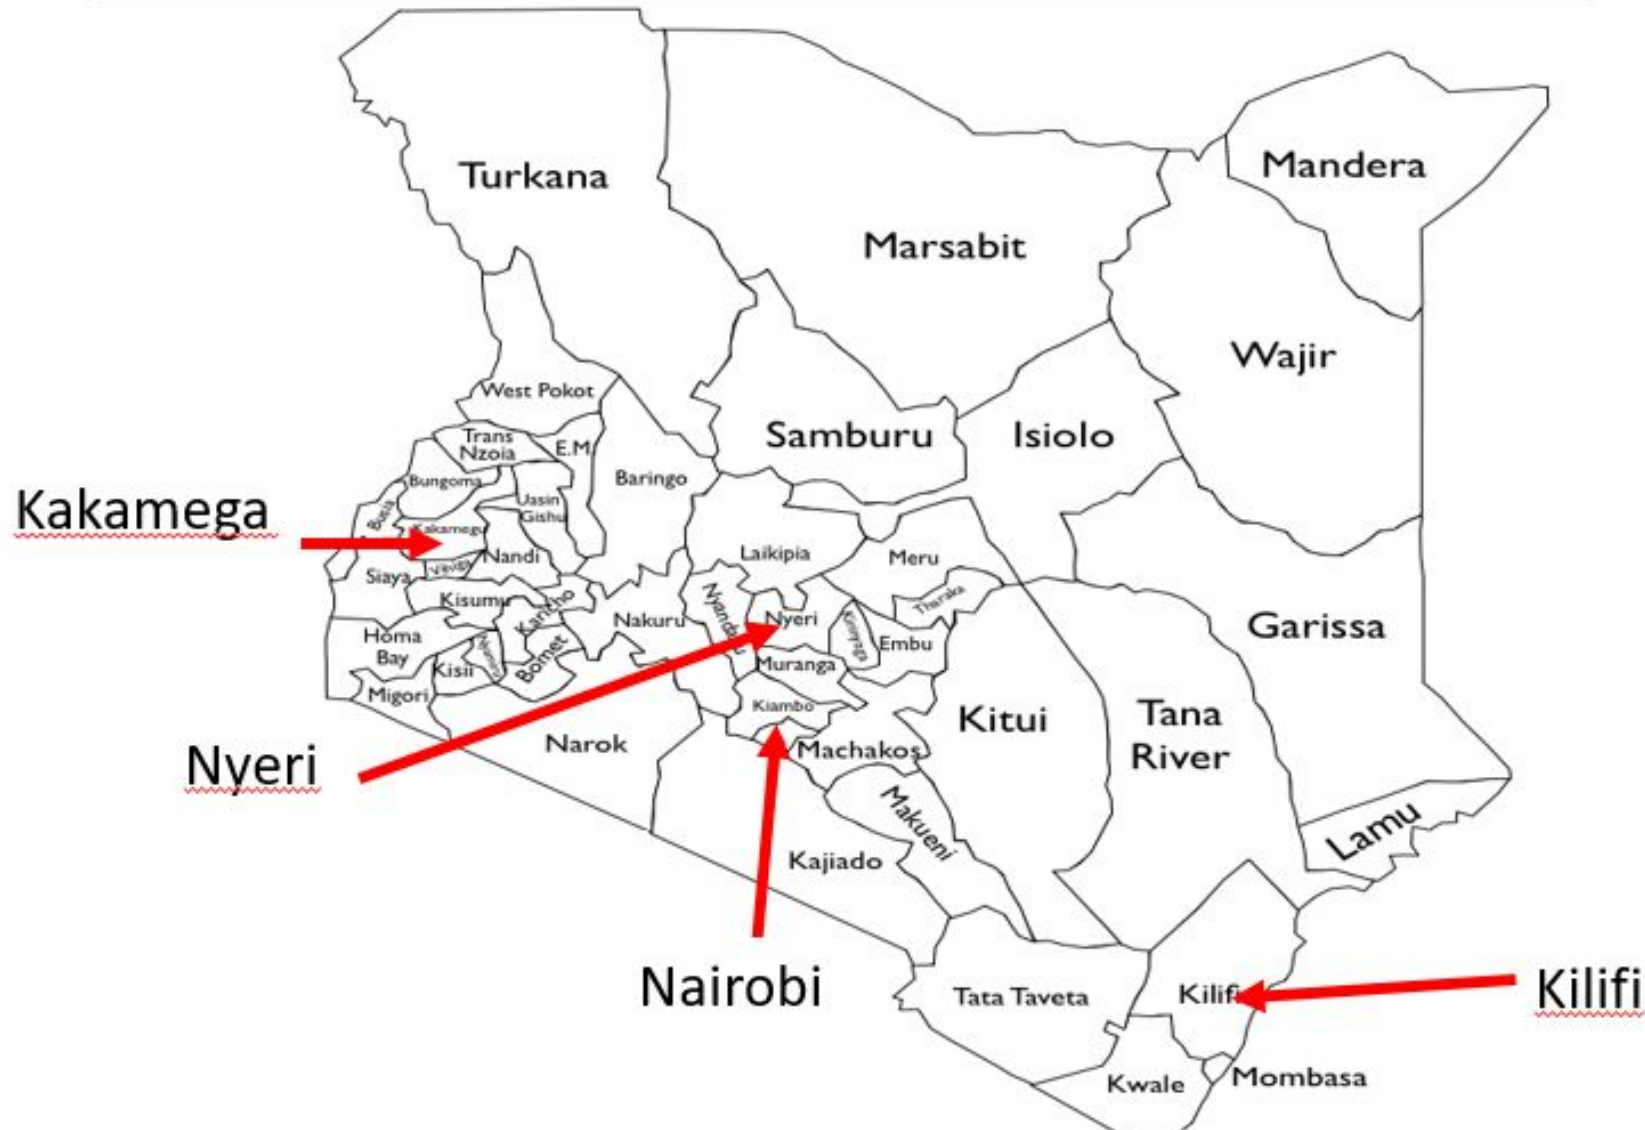 Turkana
Mandera
Marsabit
Wajir
West Pokot
Samburu
Isiolo
Trans
Nzoia
E.M.
Baringo
Bungoma
Kakamega
Uasin
Gishu
Busia
Kakamega
Nandi
Laikipia
Meru
Vihiga
Siaya
Kisumu
Kericho
Nakuru
Nyandaru
Nyeri
Tharaka
Garissa
Homa
Bay
Kisii
Bomet
Embu
Muranga
Migori
Kiambo
Kitui
Tana
River
Narok
Machakos
Nyeri
Makueni
Lamu
Kajiado
Nairobi
Tata Taveta
Kilifi
Kilifi
Kwale
Mombasa